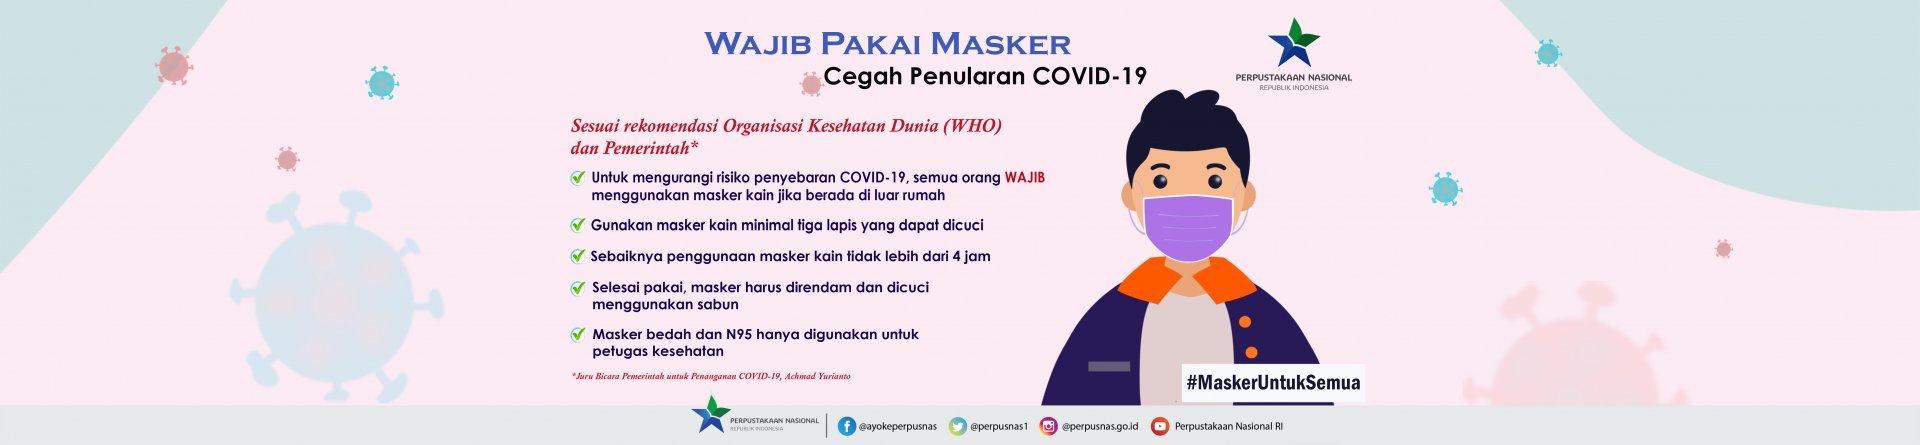 WAJIB PAKAI MASKER
Cegah Penularan COVID-19
PERPUSTAKAAN NASIONAL
REPUBLIK INDONESIA
Sesuai rekomendasi Organisasi Kesehatan Dunia (WHO)
dan Pemerintah*
Untuk mengurangi risiko penyebaran COVID-19, semua orang WAJIB
menggunakan masker kain jika berada di luar rumah
Gunakan masker kain minimal tiga lapis yang dapat dicuci
Sebaiknya penggunaan masker kain tidak lebih dari 4 jam
Selesai pakai, masker harus direndam dan dicuci
menggunakan sabun
Masker bedah dan N95 hanya digunakan untuk
petugas kesehatan
*Juru Bicara Pemerintah untuk Penanganan COVID-19, Achmad Yurianto
#MaskerUntukSemua
PERPUSTAKAAN NASIONAL
REPUBLIK INDONESIA
@ayokeperpusnas
@perpusnas1
@perpusnas.go.id
Perpustakaan Nasional RI